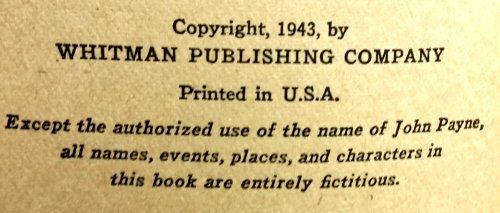 Copyright, 1943, by
WHITMAN PUBLISHING COMPANY
Printed in U.S.A.
Except the authorized use of the name of John Payne,
all names, events, places, and characters in
this book are entirely fictitious.